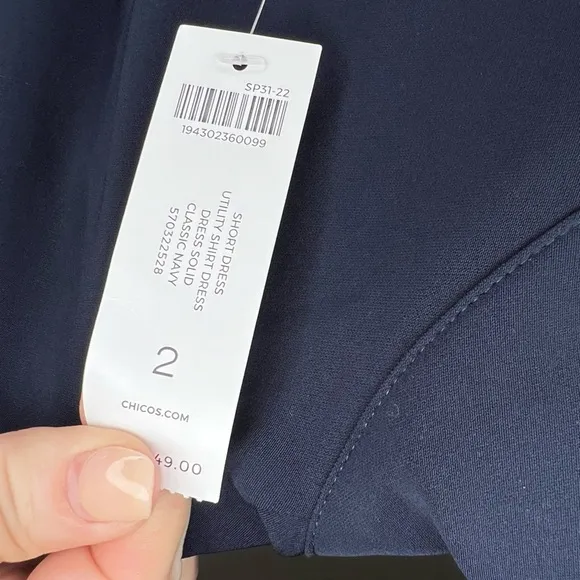 SP31-22
194302360099
SHORT DRESS
UTILITY SHIRT DRESS
DRESS SOLID
CLASSIC NAVY
570322528
2
CHICOS.COM
49.00